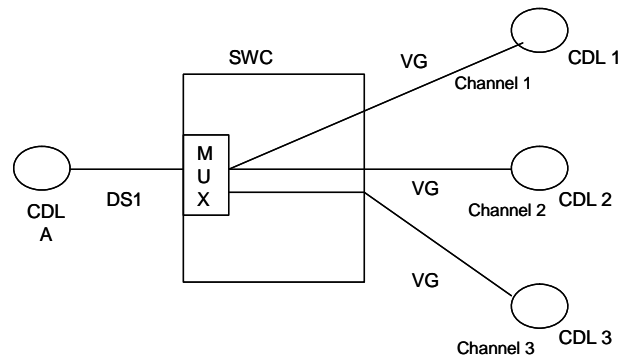 SWC
VG
CDL 1
Channel 1
M
U
X
DS1
CDL
A
VG
Channel 2
CDL 2
VG
Channel 3
CDL 3